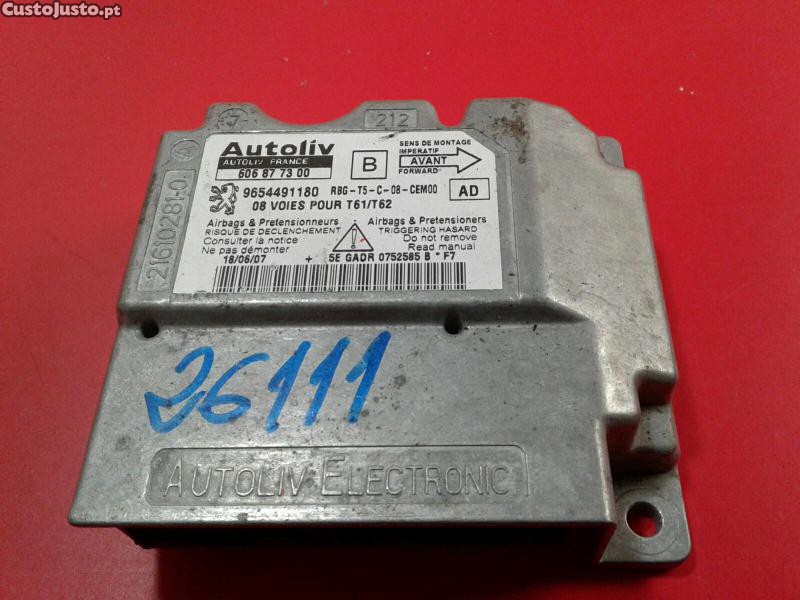 CustoJusto.pt
7
212
Autoliv
AUTOLIV FRANCE
606 87 73 00
B
SENS DE MONTAGE
IMPERATIF
AVANT
FORWARD
9654491180 RBG-T5-C-08-CEM00 AD
08 VOIES POUR T61/T62
Airbags & Pretensionneurs
RISQUE DE DECLENCHEMENT
Consulter la notice
Ne pas démonter
Airbags & Pretensioners
TRIGGERING HASARD
Do not remove
Read manual
18/06/07 + 5E GADR 0752585 B * F7
21610281-0
26111
AUTOLIV ELECTRONIC